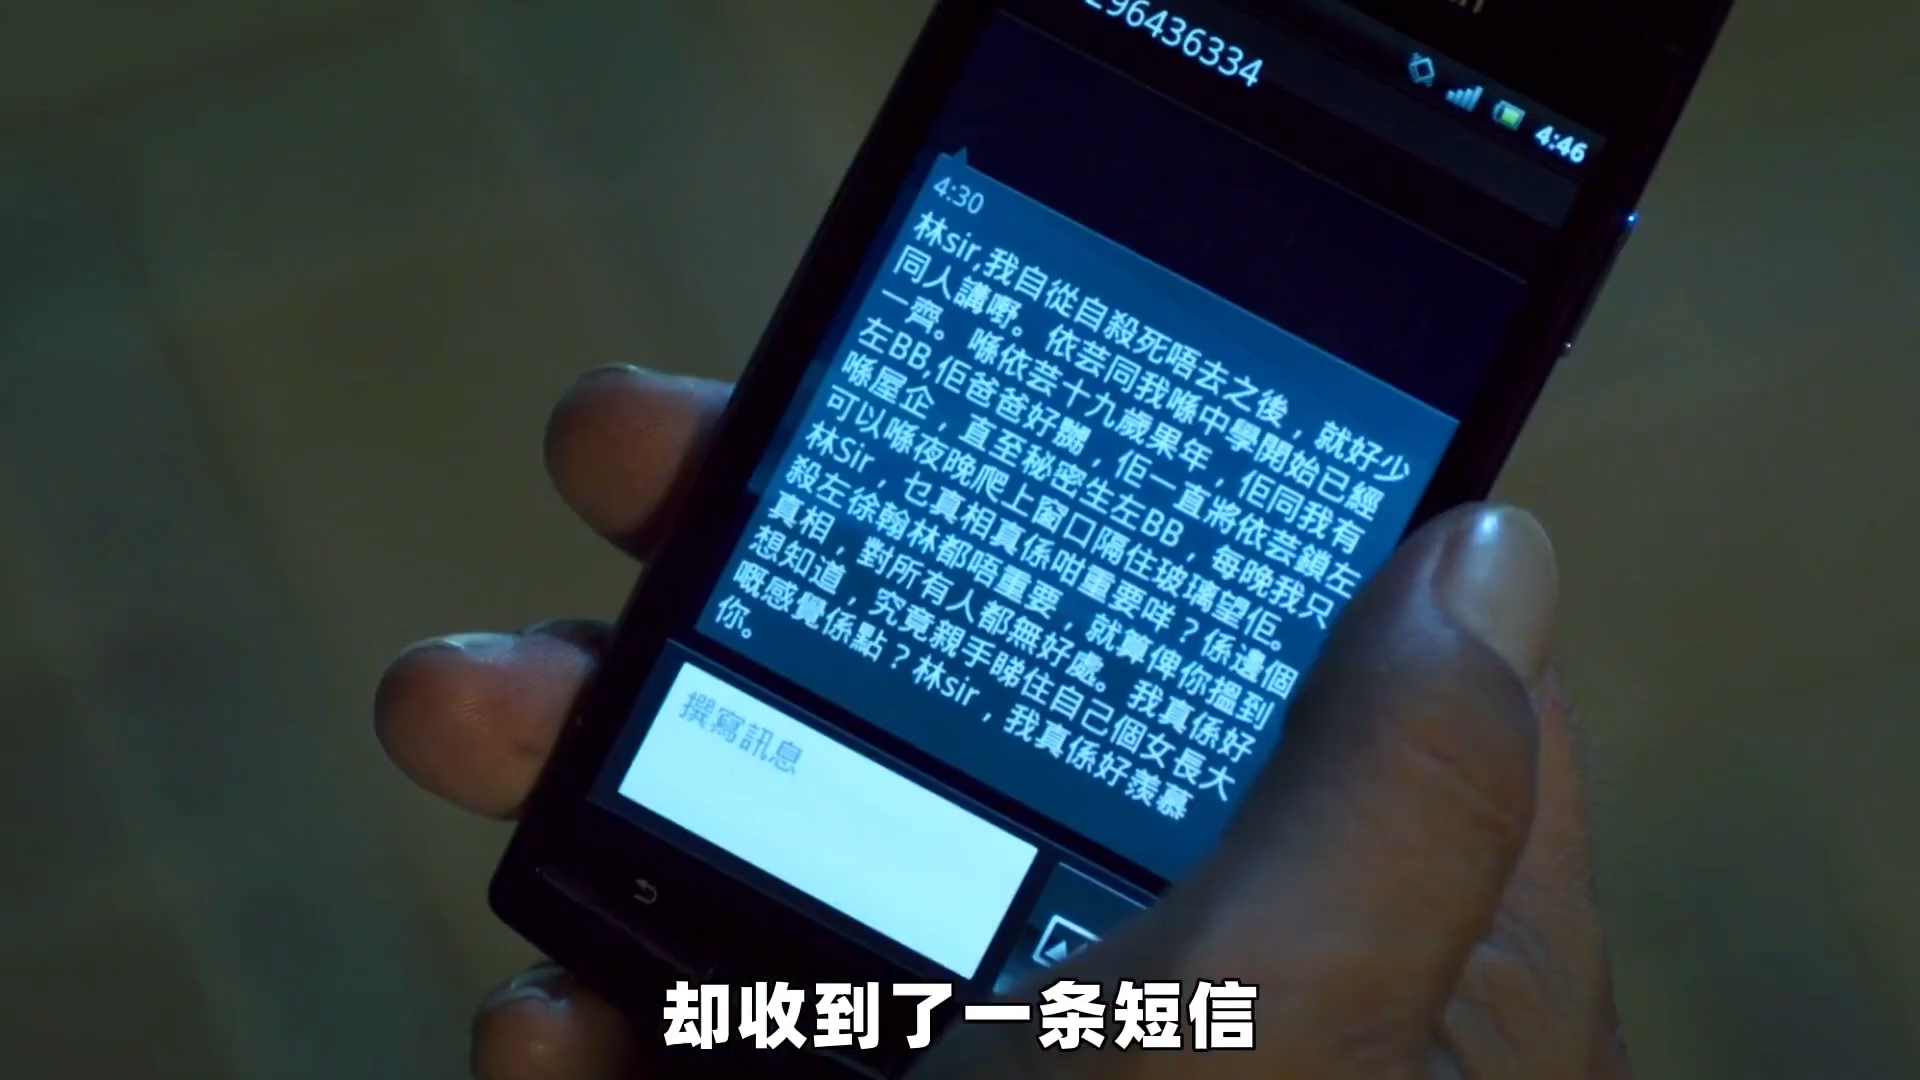 296436334
4:46
4:30
林sir,我自從自殺死唔去之後，就好少
同人講嘢。依芸同我喺中學開始已經
一齊。喺依芸十九歲果年，佢同我有
左BB,佢爸爸好嬲，佢一直將依芸鎖左
喺屋企，直至秘密生左BB，每晚我只
可以喺夜晚爬上窗口隔住玻璃望佢。
林Sir，乜真相真係咁重要咩？係邊個
殺左徐翰林都唔重要，就算俾你搵到
真相，對所有人都無好處。我真係好
想知道，究竟親手睇住自己個女長大
嘅感覺係點？林sir，我真係好羨慕
你。
撰寫訊息
却收到了一条短信